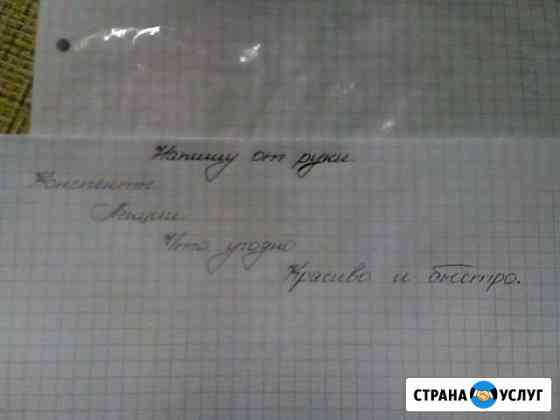 Напишу от руки
Конспекты
Лекции
Что угодно
Красиво и быстро.
СТРАНА УСЛУГ